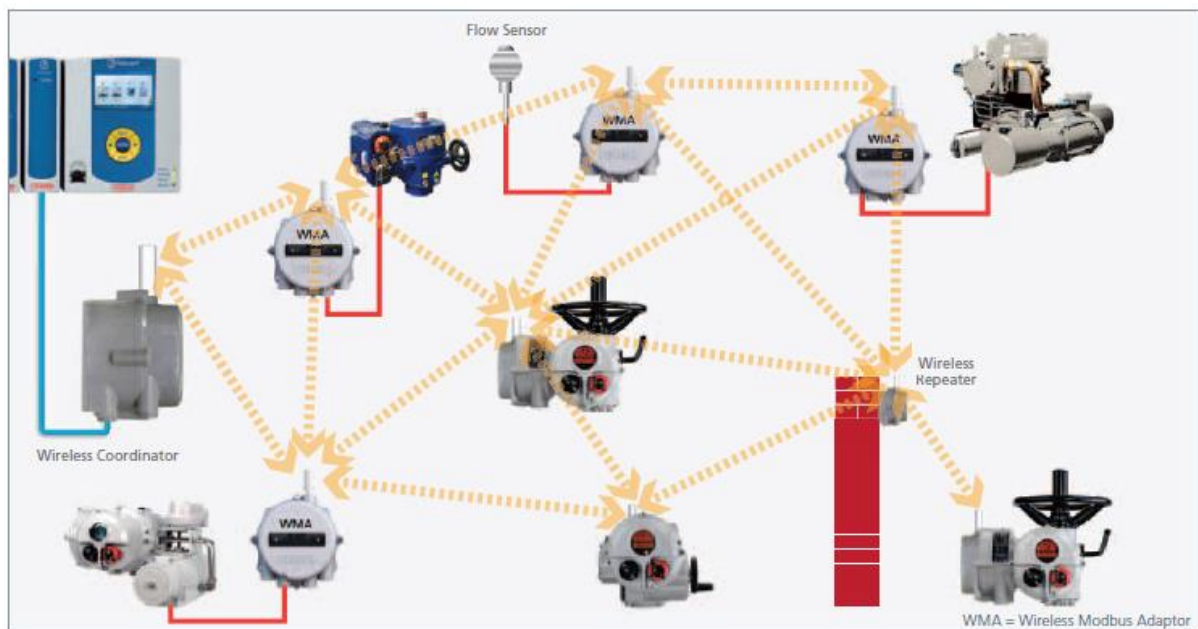 Flow Sensor
WMA
WMA
WMA
Wireless
Repeater
Wireless Coordinator
WMA
WMA = Wireless Modbus Adaptor